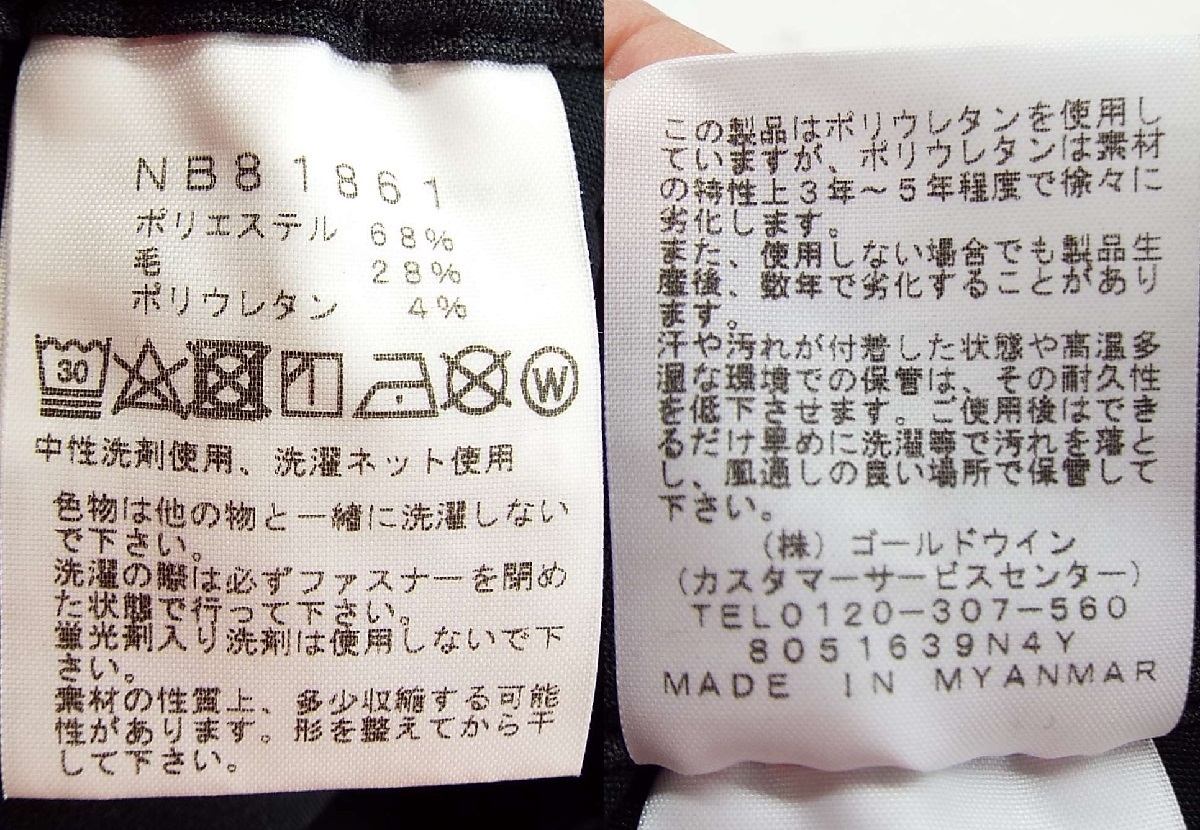 NB81861
ポリエステル 68%
毛 28%
ポリウレタン 4%
30
W
中性洗剤使用、洗濯ネット使用
色物は他の物と一緒に洗濯しない
で下さい。
洗濯の際は必ずファスナーを閉め
た状態で行って下さい。
蛍光剤入り洗剤は使用しないで下
さい。
素材の性質上、多少収縮する可能
性があります。形を整えてから干
して下さい。
この製品はポリウレタンを使用し
ていますが、ポリウレタンは素材
の特性上3年～5年程度で徐々に
劣化します。
また、使用しない場合でも製品生
産後、数年で劣化することがあり
ます。
汗や汚れが付着した状態や高温多
湿な環境での保管は、その耐久性
を低下させます。ご使用後はでき
るだけ早めに洗濯等で汚れを落と
し、風通しの良い場所で保管して
下さい。
（株）ゴールドウイン
（カスタマーサービスセンター）
TEL0120-307-560
8051639N4Y
MADE IN MYANMAR